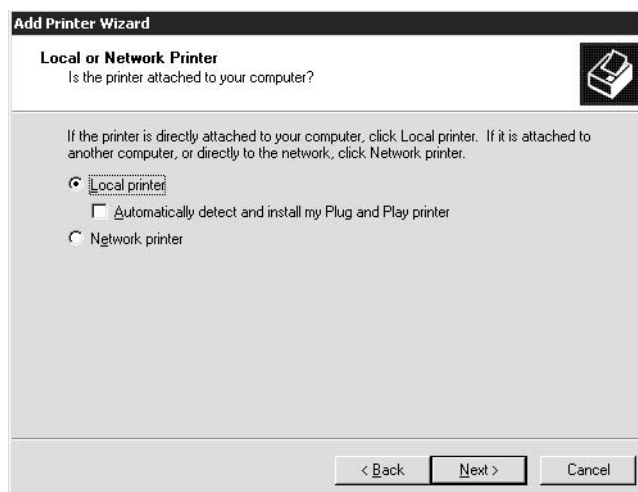 Add Printer Wizard
Local or Network Printer
Is the printer attached to your computer?
If the printer is directly attached to your computer, click Local printer. If it is attached to
another computer, or directly to the network, click Network printer.
Local printer
Automatically detect and install my Plug and Play printer
Network printer
< Back Next > Cancel